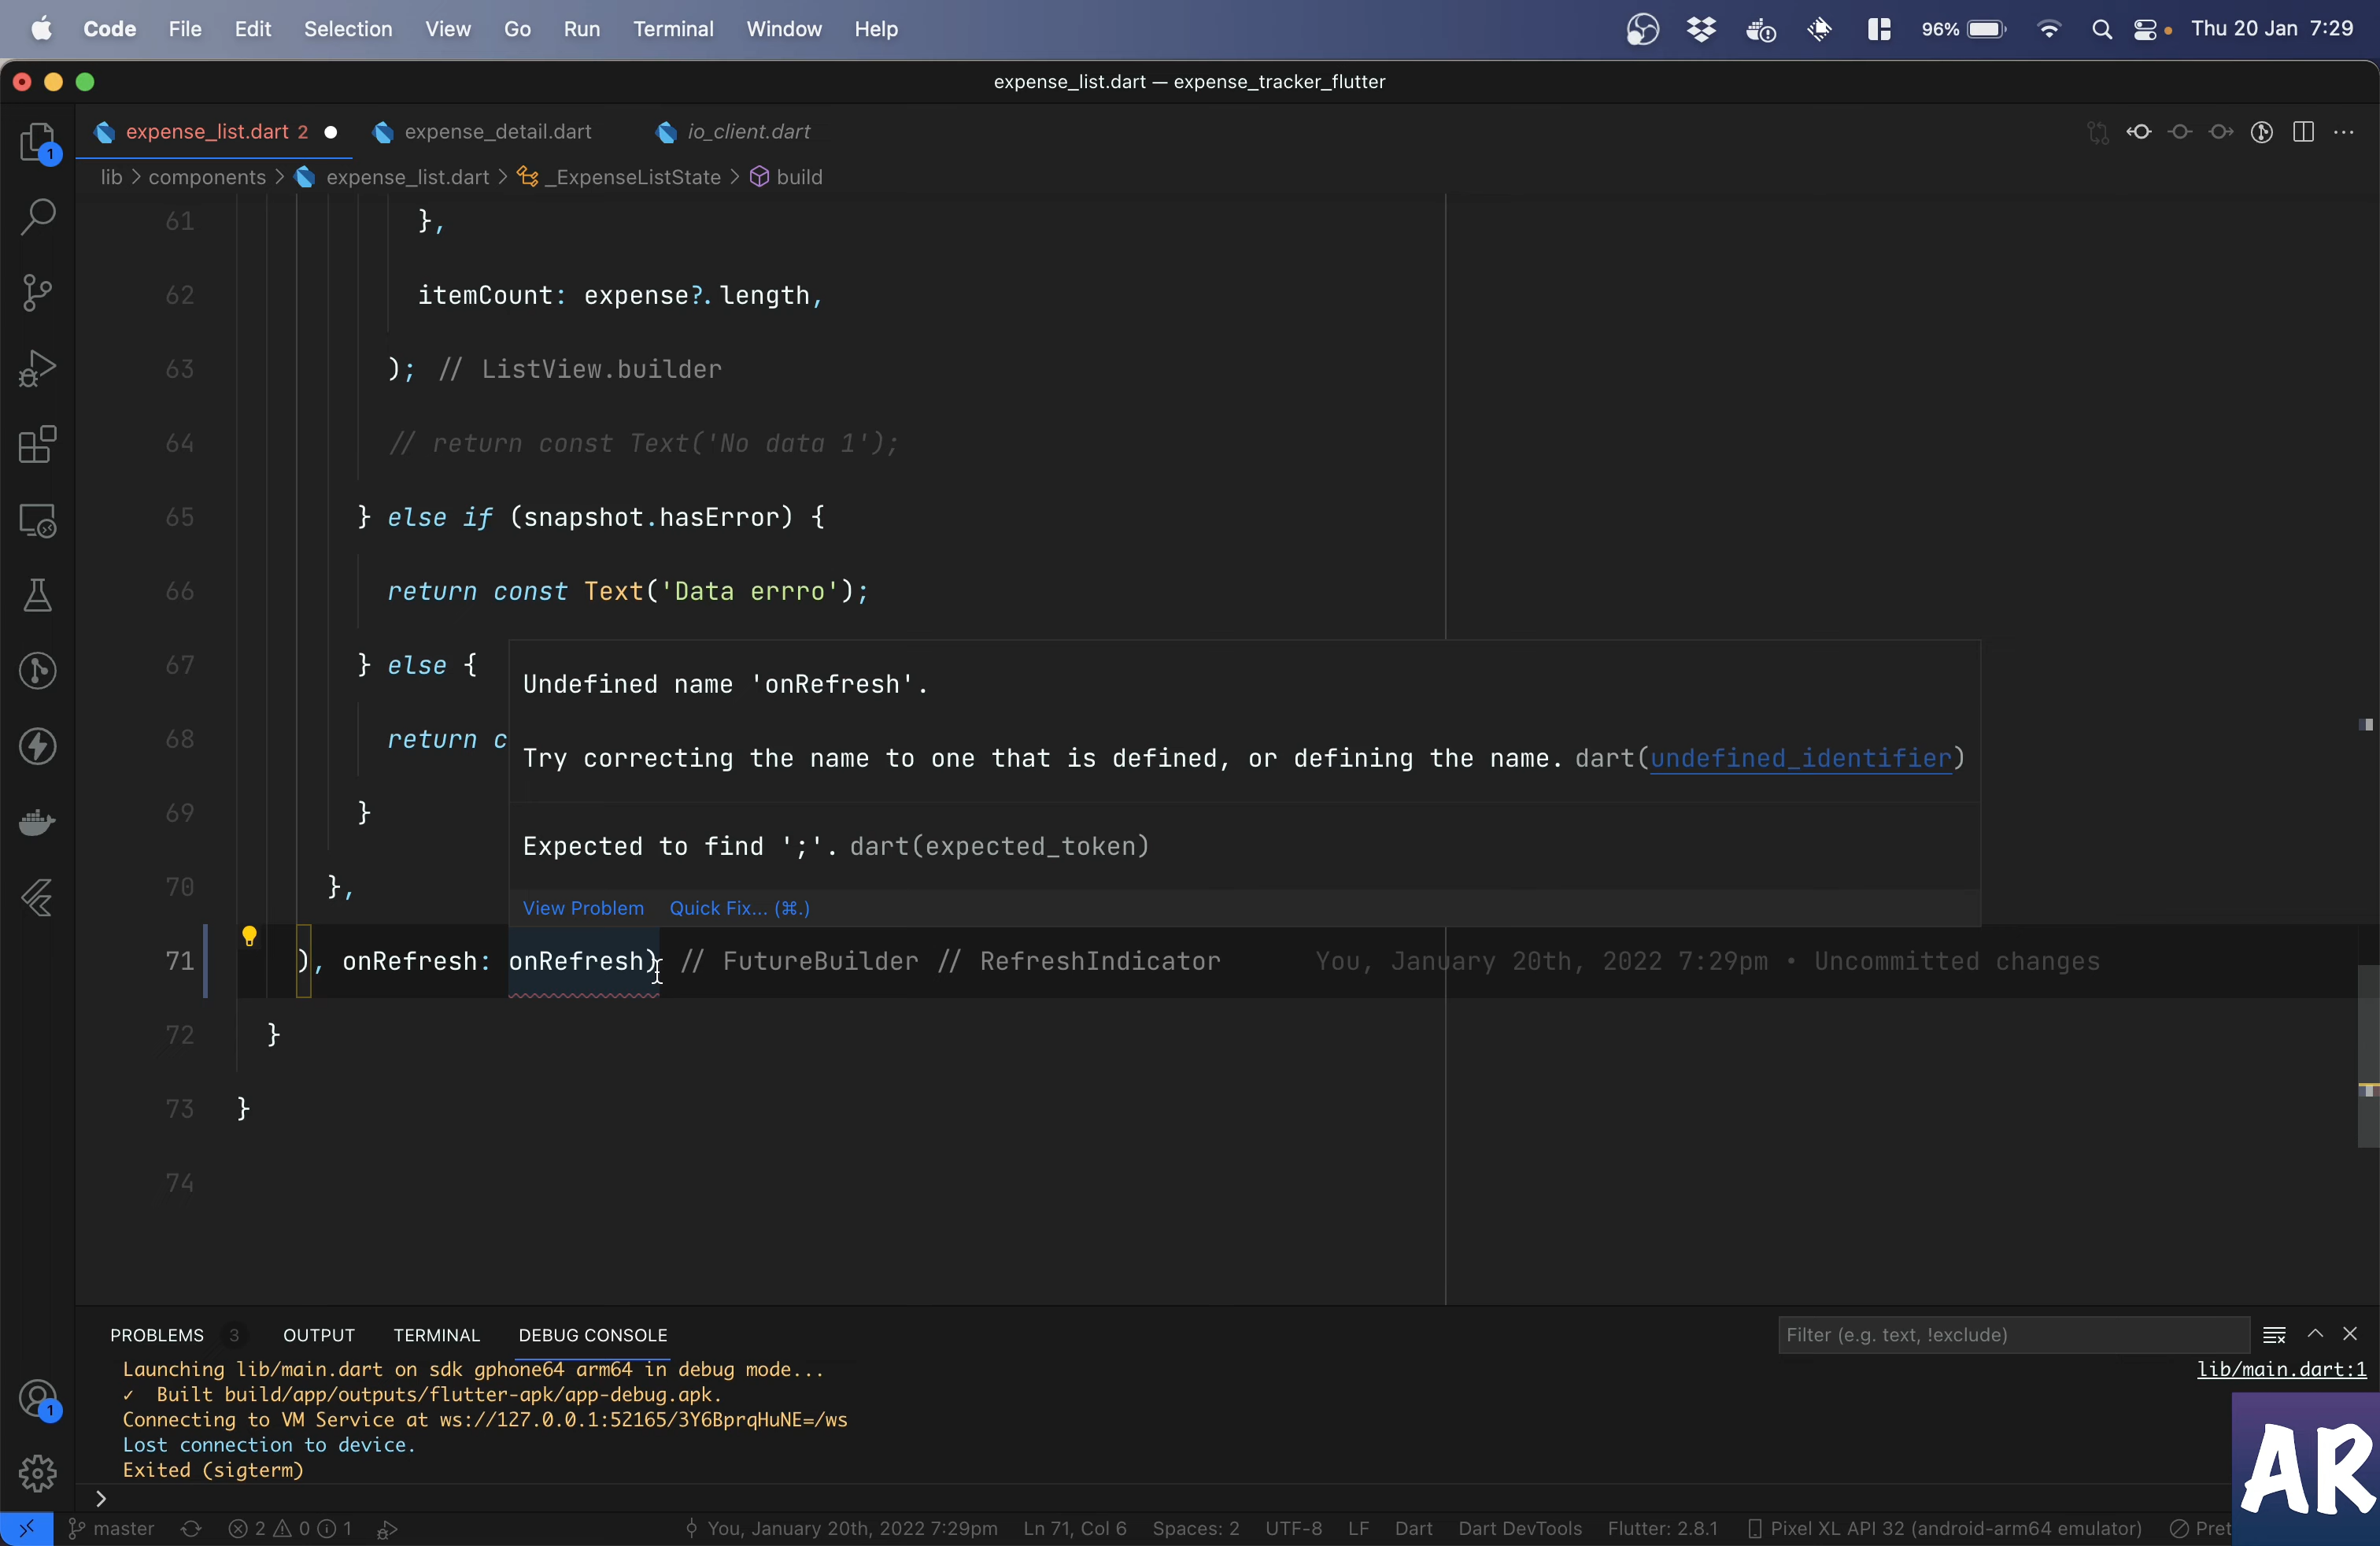 Code File Edit Selection View Go Run Terminal Window Help 96% Thu 20 Jan 7:29
expense_list.dart — expense_tracker_flutter
expense_list.dart 2 expense_detail.dart io_client.dart
1
lib > components > expense_list.dart > _ExpenseListState > build
61 },
62 itemCount: expense?.length,
63 ); // ListView.builder
64 // return const Text('No data 1');
65 } else if (snapshot.hasError) {
66 return const Text('Data errro');
67 } else {
Undefined name 'onRefresh'.
68 return c
Try correcting the name to one that is defined, or defining the name. dart(undefined_identifier)
69 }
Expected to find ';'. dart(expected_token)
70 },
View Problem Quick Fix... (⌘.)
71 ), onRefresh: onRefresh) // FutureBuilder // RefreshIndicator You, January 20th, 2022 7:29pm • Uncommitted changes
72 }
73 }
74
PROBLEMS 3 OUTPUT TERMINAL DEBUG CONSOLE Filter (e.g. text, !exclude)
Launching lib/main.dart on sdk gphone64 arm64 in debug mode... lib/main.dart:1
✓ Built build/app/outputs/flutter-apk/app-debug.apk.
Connecting to VM Service at ws://127.0.0.1:52165/3Y6BprqHuNE=/ws
1
Lost connection to device.
Exited (sigterm)
>
AR
master 2 0 1 You, January 20th, 2022 7:29pm Ln 71, Col 6 Spaces: 2 UTF-8 LF Dart Dart DevTools Flutter: 2.8.1 Pixel XL API 32 (android-arm64 emulator) Pret